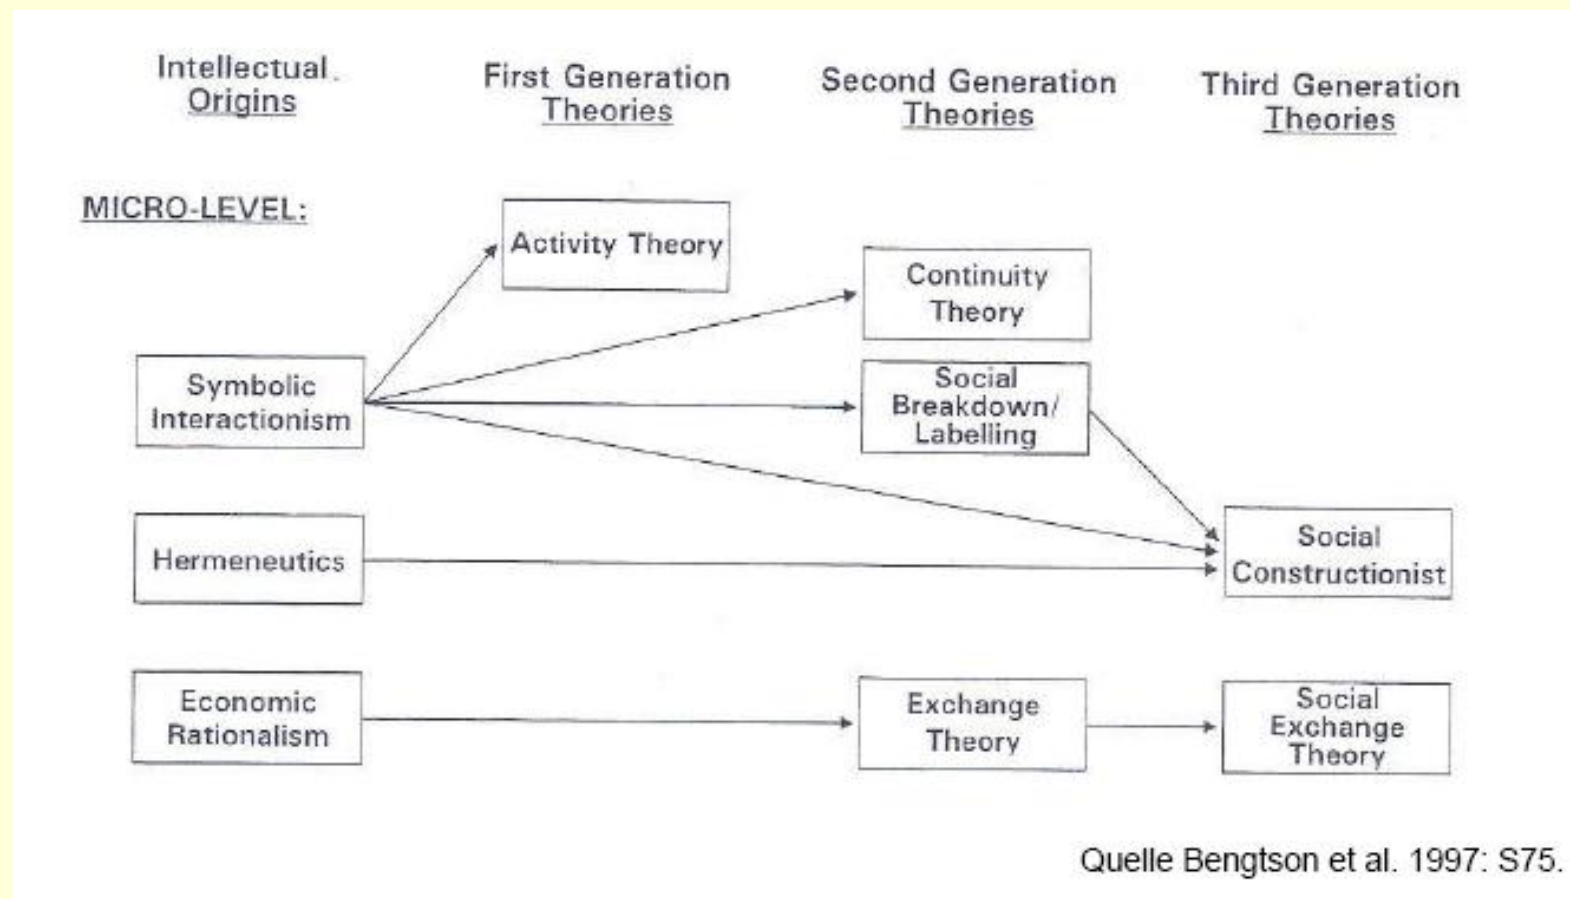 Intellectual
Origins
First Generation
Theories
Second Generation
Theories
Third Generation
Theories
MICRO-LEVEL:
Activity Theory
Continuity
Theory
Symbolic
Interactionism
Social
Breakdown/
Labelling
Hermeneutics
Social
Constructionist
Economic
Rationalism
Exchange
Theory
Social
Exchange
Theory
Quelle Bengtson et al. 1997: S75.